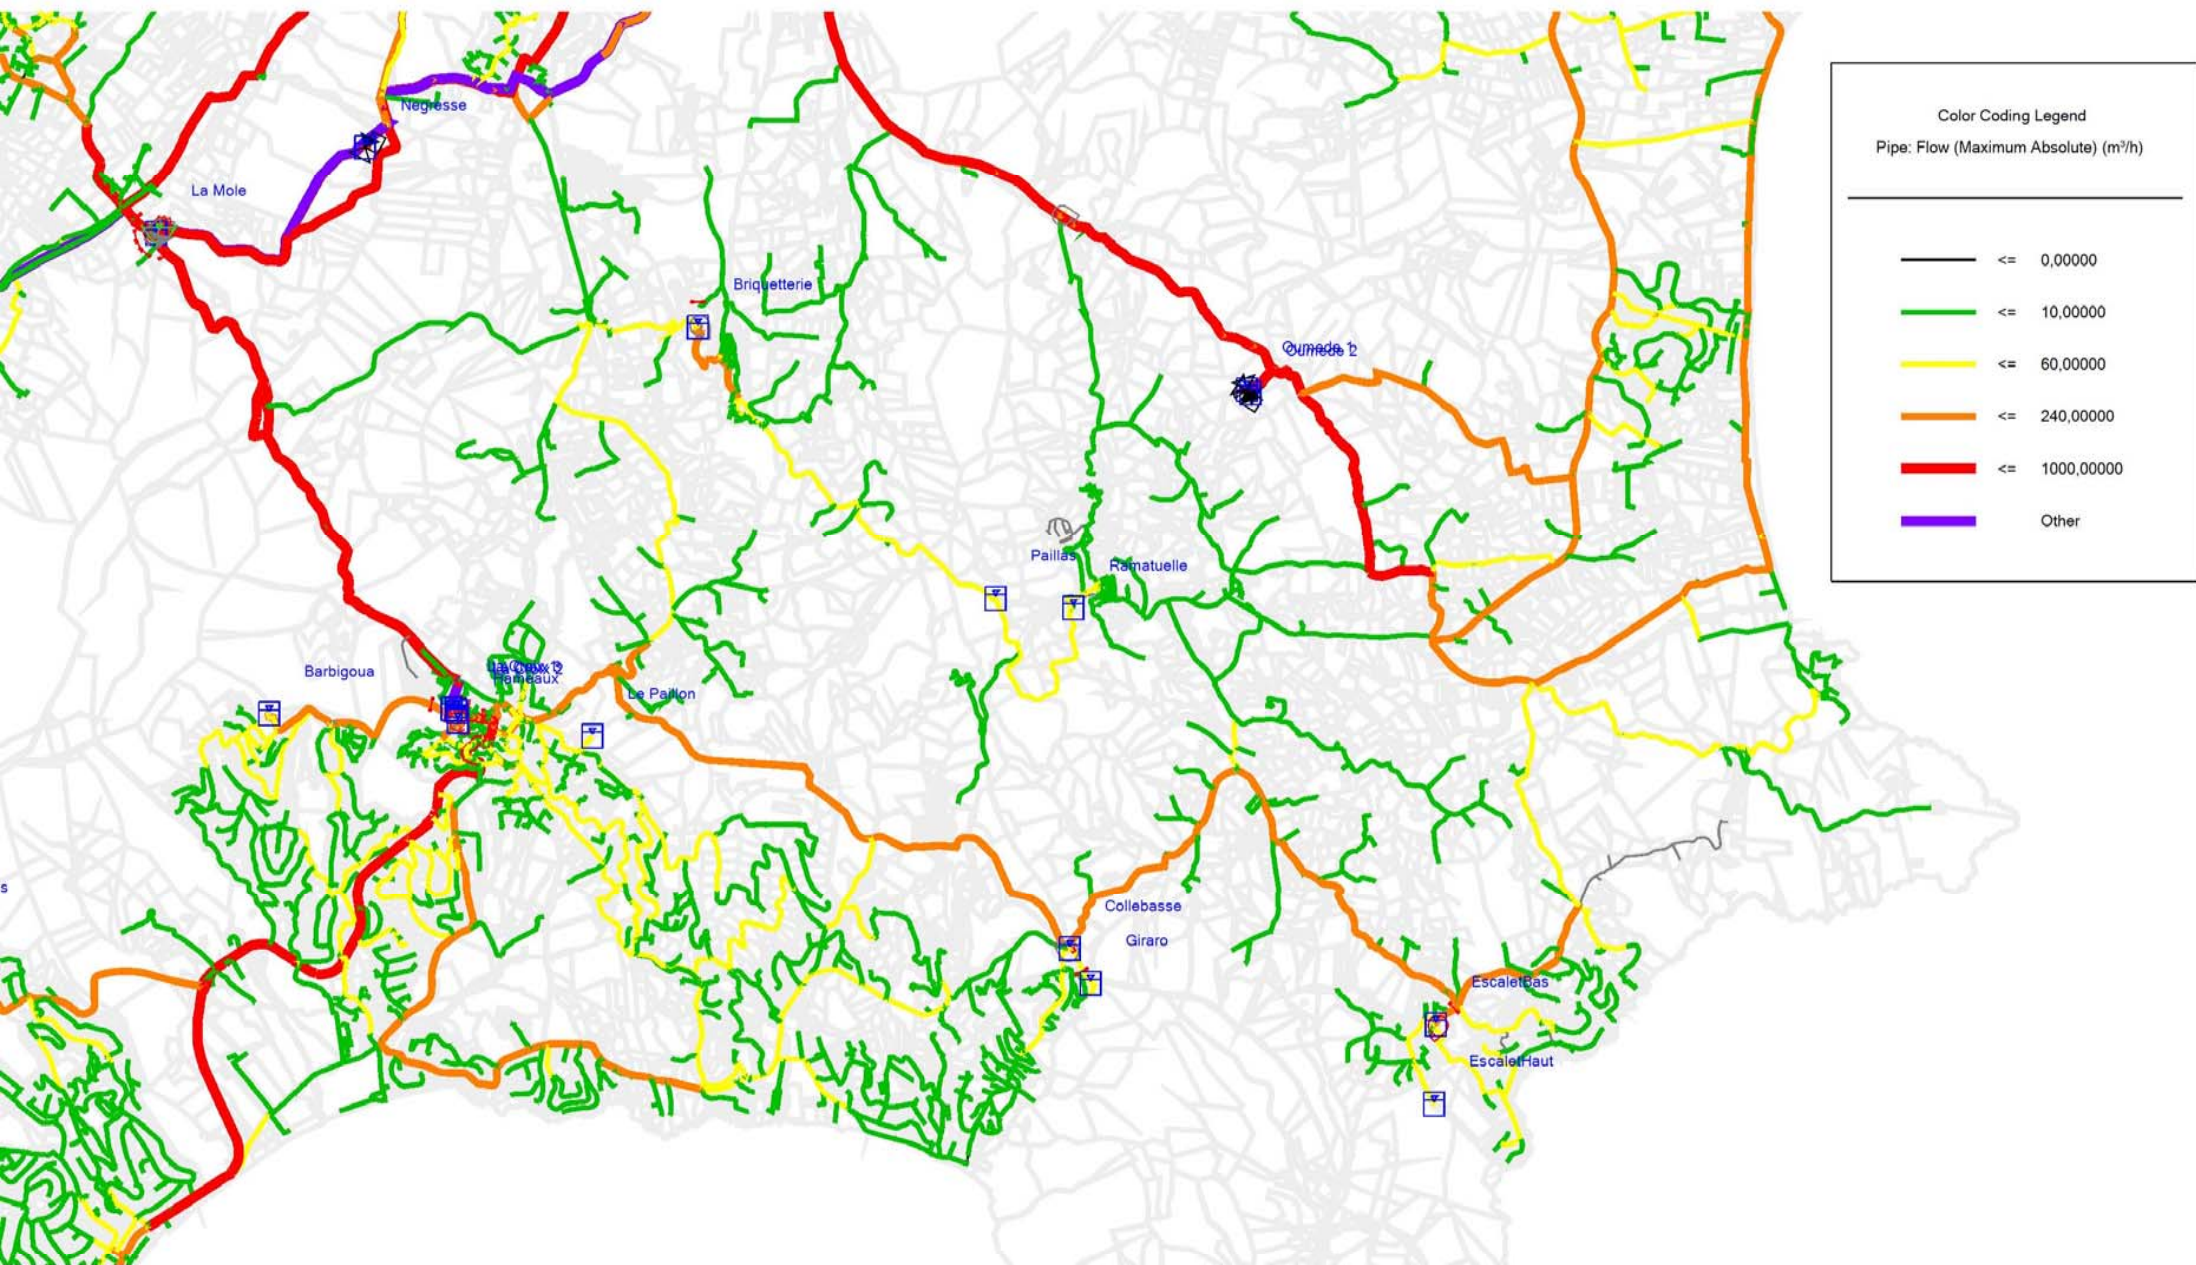 Negresse
La Mole
Briquetterie
Oumede 1
Oumede 2
Paillas
Ramatuelle
Barbigoua
Hameaux
Le Paillon
s
Collebasse
Giraro
EscaletBas
EscaletHaut
Color Coding Legend
Pipe: Flow (Maximum Absolute) (m³/h)
<= 0,00000
<= 10,00000
<= 60,00000
<= 240,00000
<= 1000,00000
Other